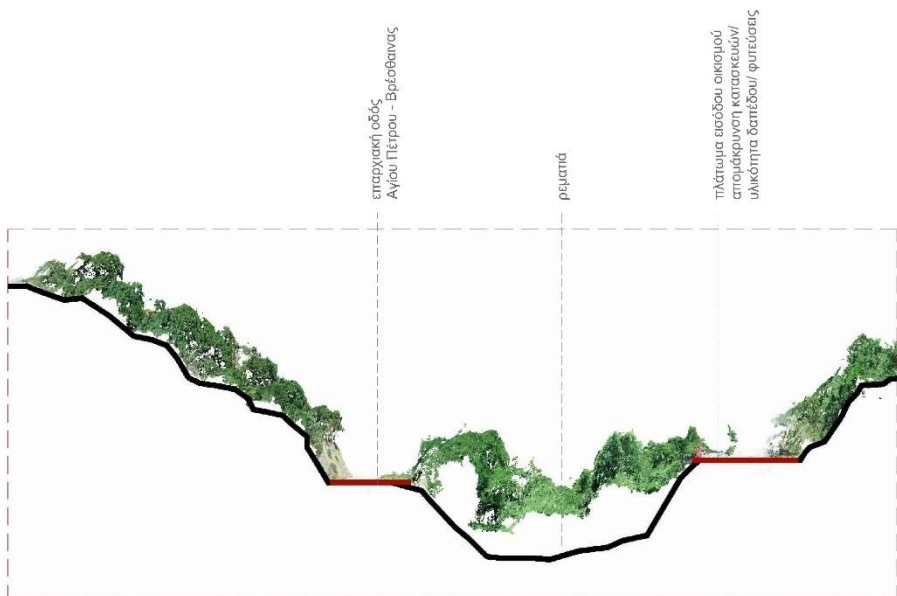 επαρχιακή οδός
Αγίου Πέτρου - Βρέσθαινας
ρεματιά
πλάτωμα εισόδου οικισμού
απομάκρυνση κατασκευών/
υλικότητα δαπέδου/ φυτεύσεις